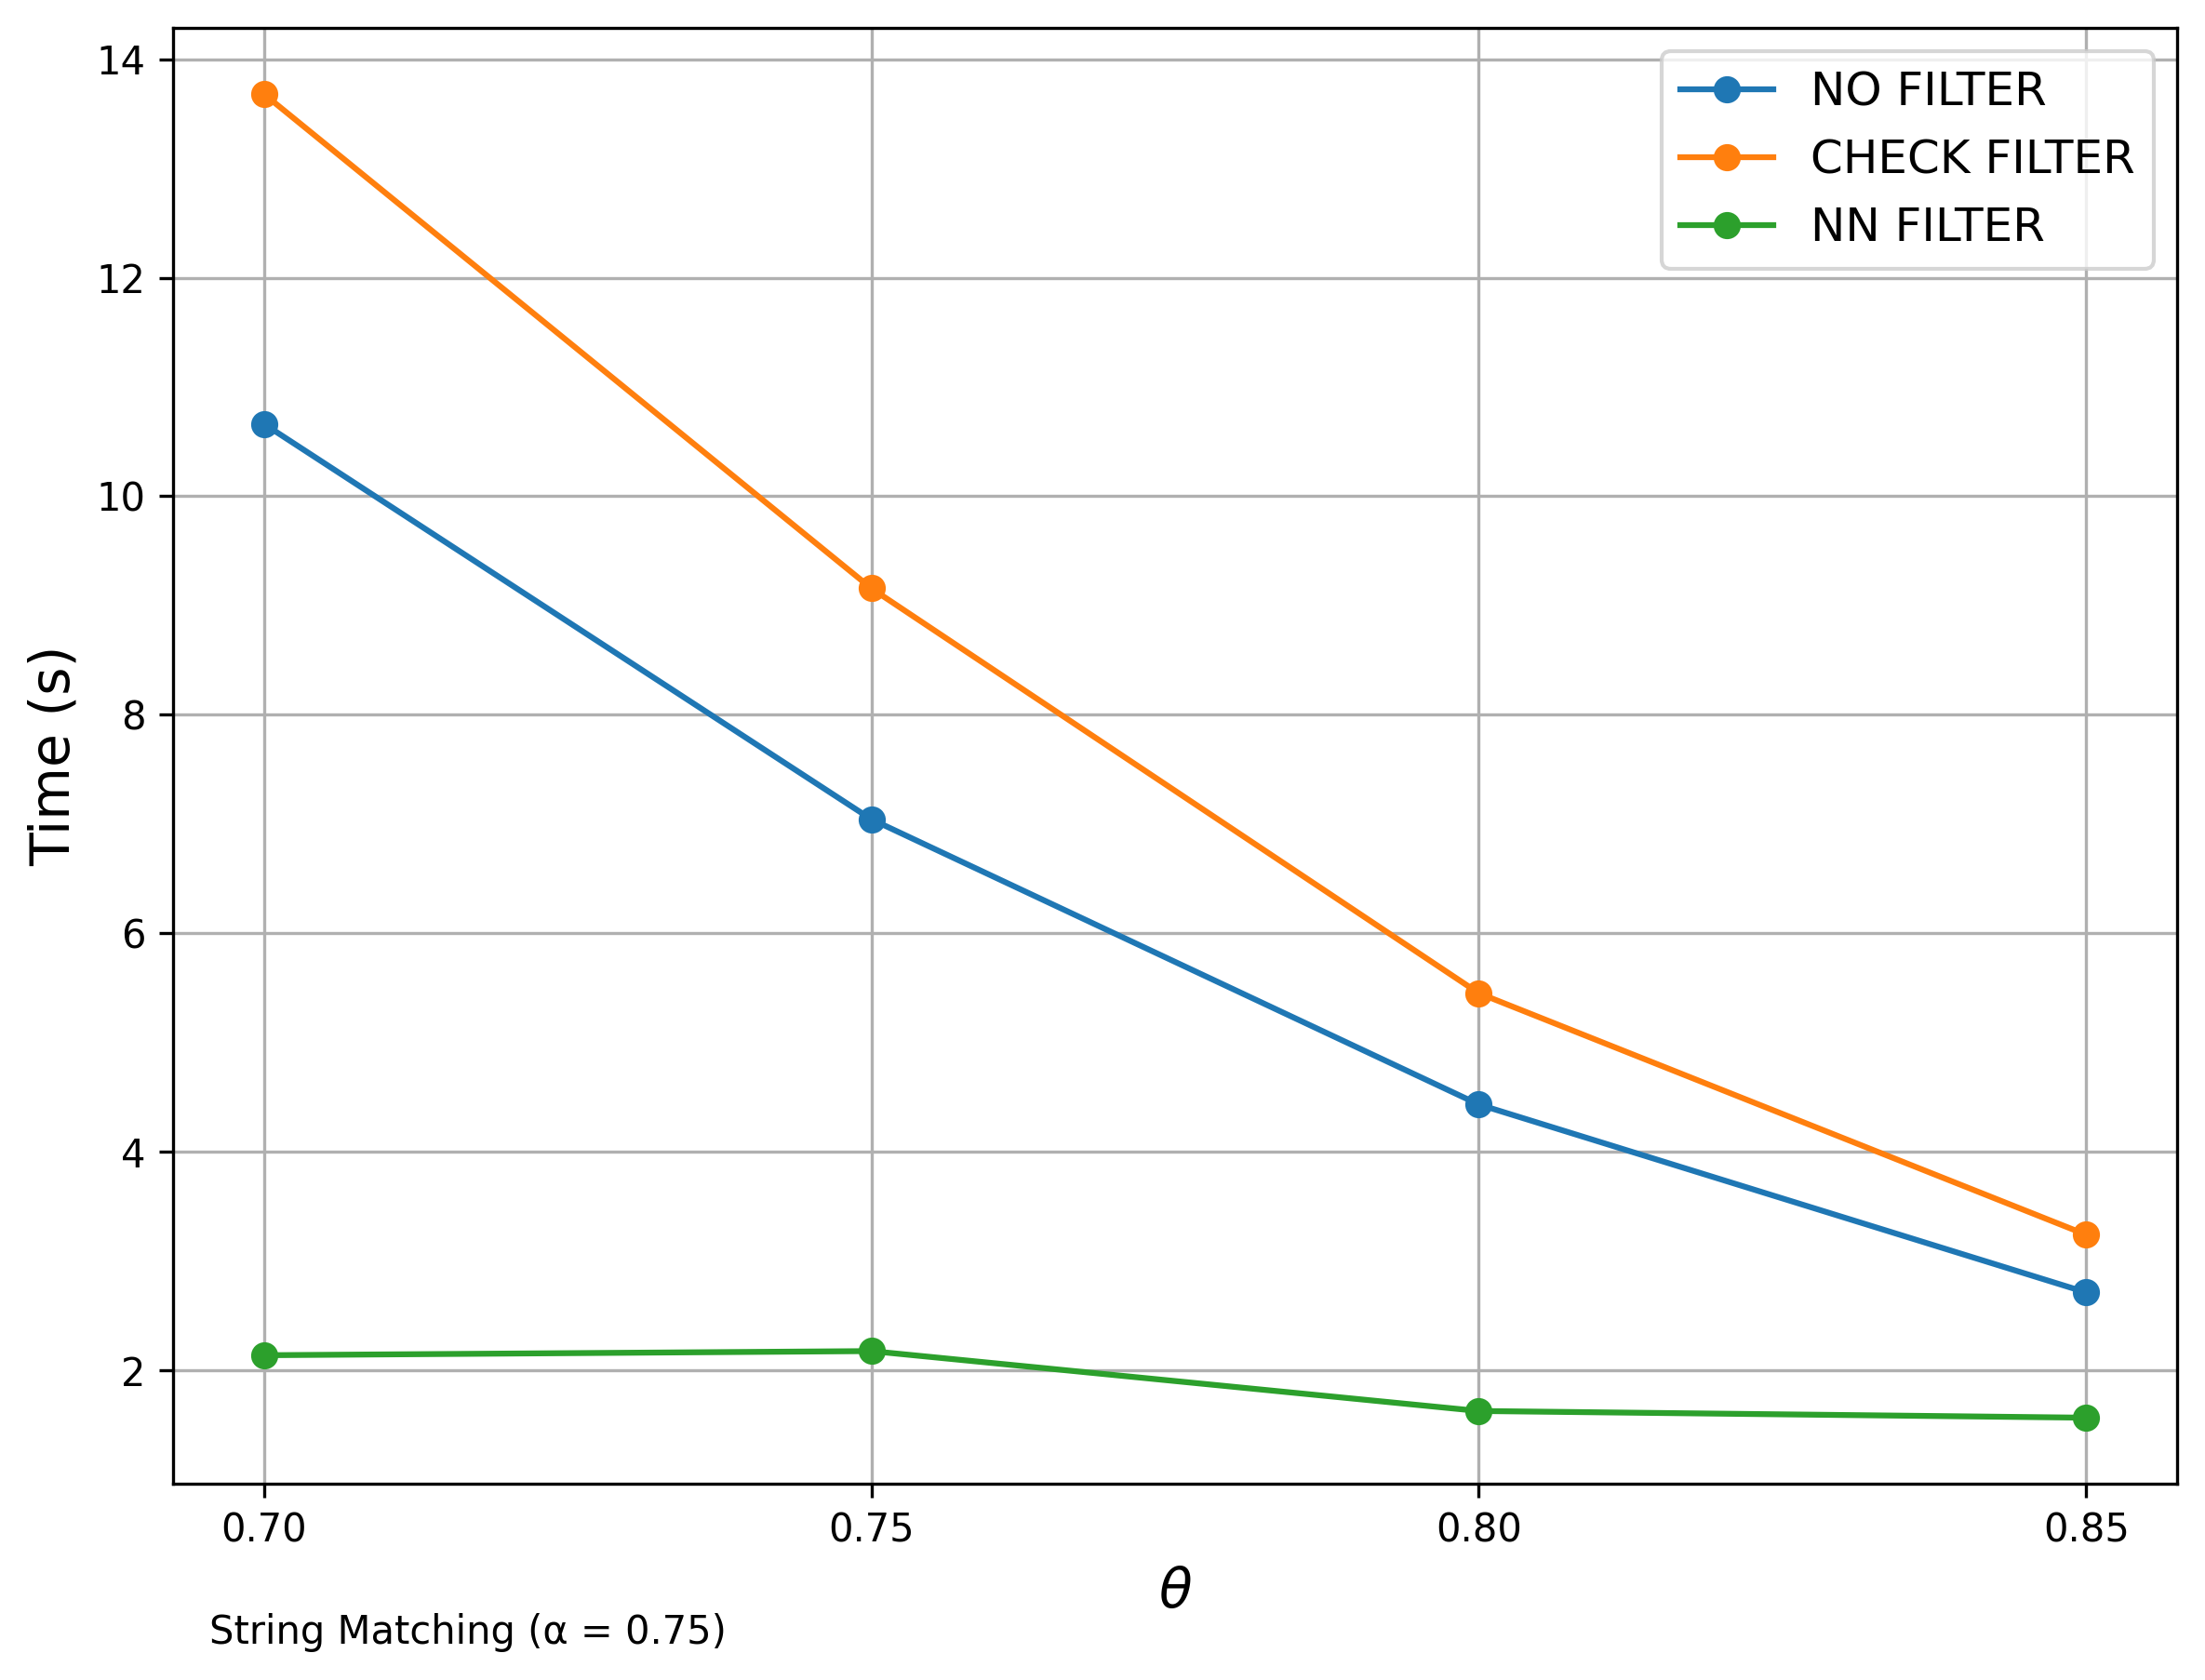 NO FILTER
CHECK FILTER
NN FILTER
Time (s)
14
12
10
8
6
4
2
0.70 0.75 0.80 0.85
θ
String Matching (α = 0.75)